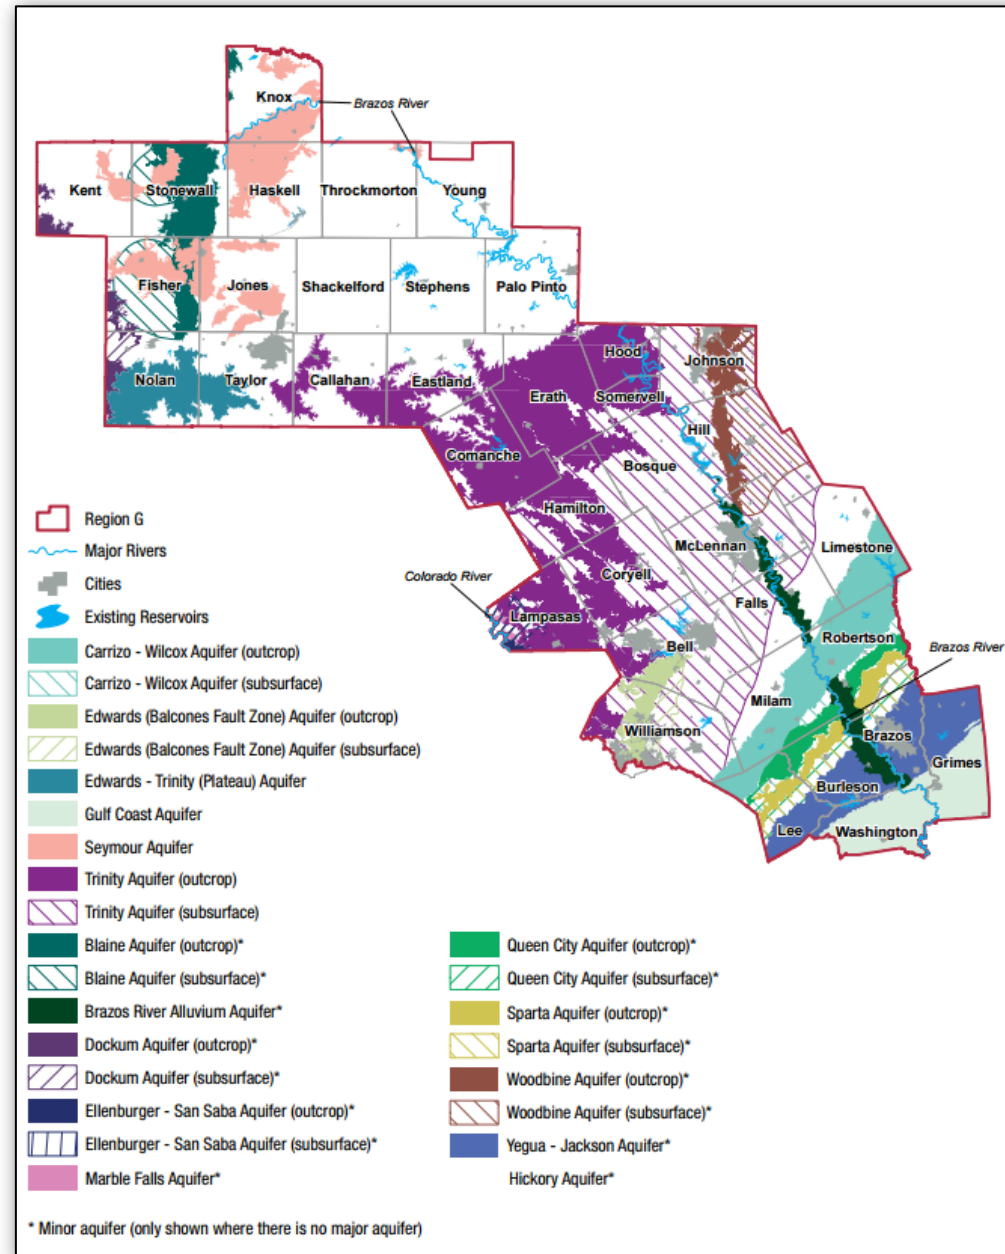 Knox
Brazos River
Kent
Stonewall
Haskell
Throckmorton
Young
Fisher
Jones
Shackelford
Stephens
Palo Pinto
Nolan
Taylor
Callahan
Eastland
Erath
Hood
Somervell
Johnson
Hill
Comanche
Bosque
Hamilton
McLennan
Limestone
Coryell
Colorado River
Lampasas
Falls
Bell
Robertson
Brazos River
Milam
Williamson
Brazos
Grimes
Burleson
Lee
Washington
Region G
Major Rivers
Cities
Existing Reservoirs
Carrizo - Wilcox Aquifer (outcrop)
Carrizo - Wilcox Aquifer (subsurface)
Edwards (Balcones Fault Zone) Aquifer (outcrop)
Edwards (Balcones Fault Zone) Aquifer (subsurface)
Edwards - Trinity (Plateau) Aquifer
Gulf Coast Aquifer
Seymour Aquifer
Trinity Aquifer (outcrop)
Trinity Aquifer (subsurface)
Blaine Aquifer (outcrop)*
Blaine Aquifer (subsurface)*
Brazos River Alluvium Aquifer*
Dockum Aquifer (outcrop)*
Dockum Aquifer (subsurface)*
Ellenburger - San Saba Aquifer (outcrop)*
Ellenburger - San Saba Aquifer (subsurface)*
Marble Falls Aquifer*
Queen City Aquifer (outcrop)*
Queen City Aquifer (subsurface)*
Sparta Aquifer (outcrop)*
Sparta Aquifer (subsurface)*
Woodbine Aquifer (outcrop)*
Woodbine Aquifer (subsurface)*
Yegua - Jackson Aquifer*
Hickory Aquifer*
* Minor aquifer (only shown where there is no major aquifer)